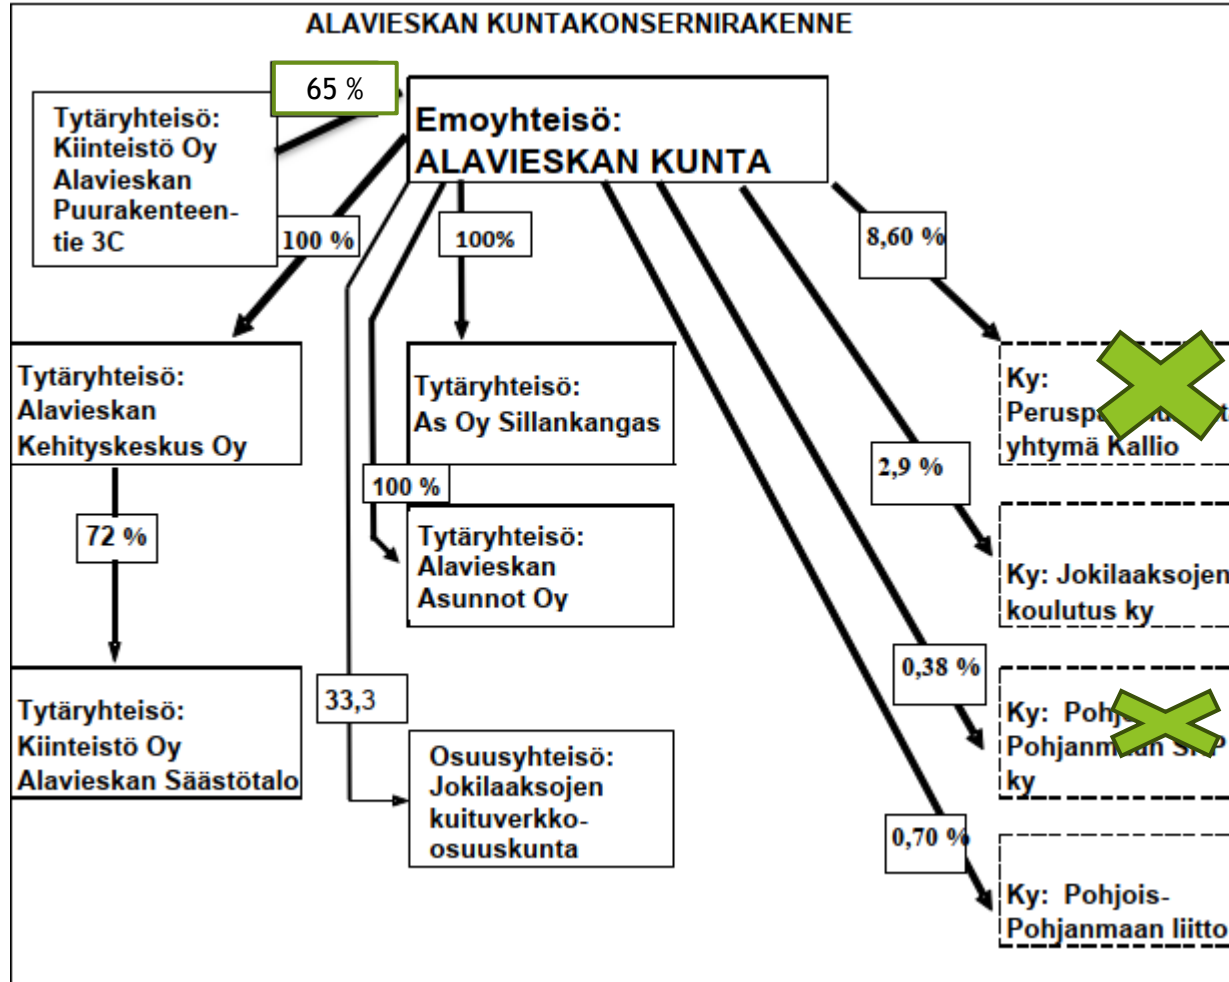 ALAVIESKAN KUNTAKONSERNIRAKENNE
65 %
Tytäryhteisö:
Kiinteistö Oy
Alavieskan
Puurakenteen-
tie 3C
Emoyhteisö:
ALAVIESKAN KUNTA
100 %
100%
8,60 %
Tytäryhteisö:
Alavieskan
Kehityskeskus Oy
Tytäryhteisö:
As Oy Sillankangas
Ky:
yhtymä Kallio
2,9 %
100 %
72 %
Tytäryhteisö:
Alavieskan
Asunnot Oy
Ky: Jokilaaksojen
koulutus ky
0,38 %
33,3
Tytäryhteisö:
Kiinteistö Oy
Alavieskan Säästötalo
Ky:
Pohjanmaan
ky
Osuusyhteisö:
Jokilaaksojen
kuituverkko-
osuuskunta
0,70 %
Ky: Pohjois-
Pohjanmaan liitto